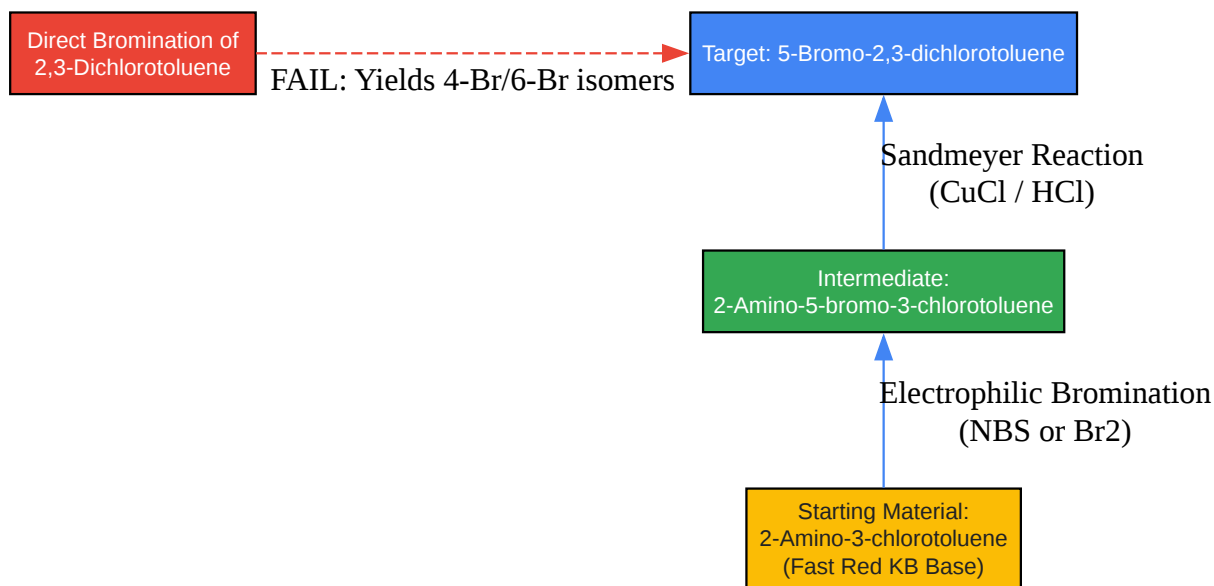 Direct Bromination of
2,3-Dichlorotoluene
FAIL: Yields 4-Br/6-Br isomers
Target: 5-Bromo-2,3-dichlorotoluene
Sandmeyer Reaction
(CuCl / HCl)
Intermediate:
2-Amino-5-bromo-3-chlorotoluene
Electrophilic Bromination
(NBS or Br2)
Starting Material:
2-Amino-3-chlorotoluene
(Fast Red KB Base)